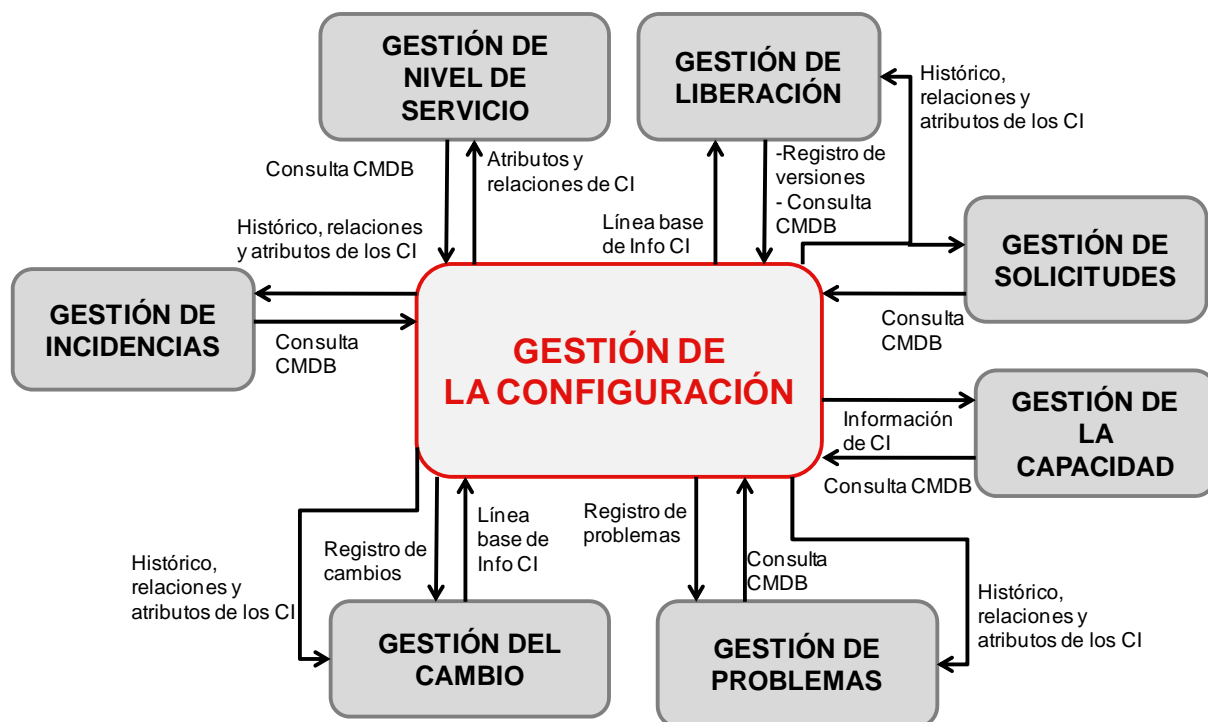 GESTIÓN DE
NIVEL DE
SERVICIO
GESTIÓN DE
LIBERACIÓN
Histórico,
relaciones y
atributos de los CI
Consulta CMDB
Atributos y
relaciones de CI
-Registro de
versiones
- Consulta
CMDB
Línea base
de Info CI
Histórico, relaciones
y atributos de los CI
GESTIÓN DE
SOLICITUDES
GESTIÓN DE
INCIDENCIAS
Consulta
CMDB
Consulta
CMDB
GESTIÓN DE
LA CONFIGURACIÓN
GESTIÓN DE
LA
CAPACIDAD
Información
de CI
Consulta CMDB
Histórico,
relaciones y
atributos de los CI
Registro de
cambios
Línea
base de
Info CI
Registro de
problemas
Consulta
CMDB
Histórico,
relaciones y
atributos de los CI
GESTIÓN DEL
CAMBIO
GESTIÓN DE
PROBLEMAS